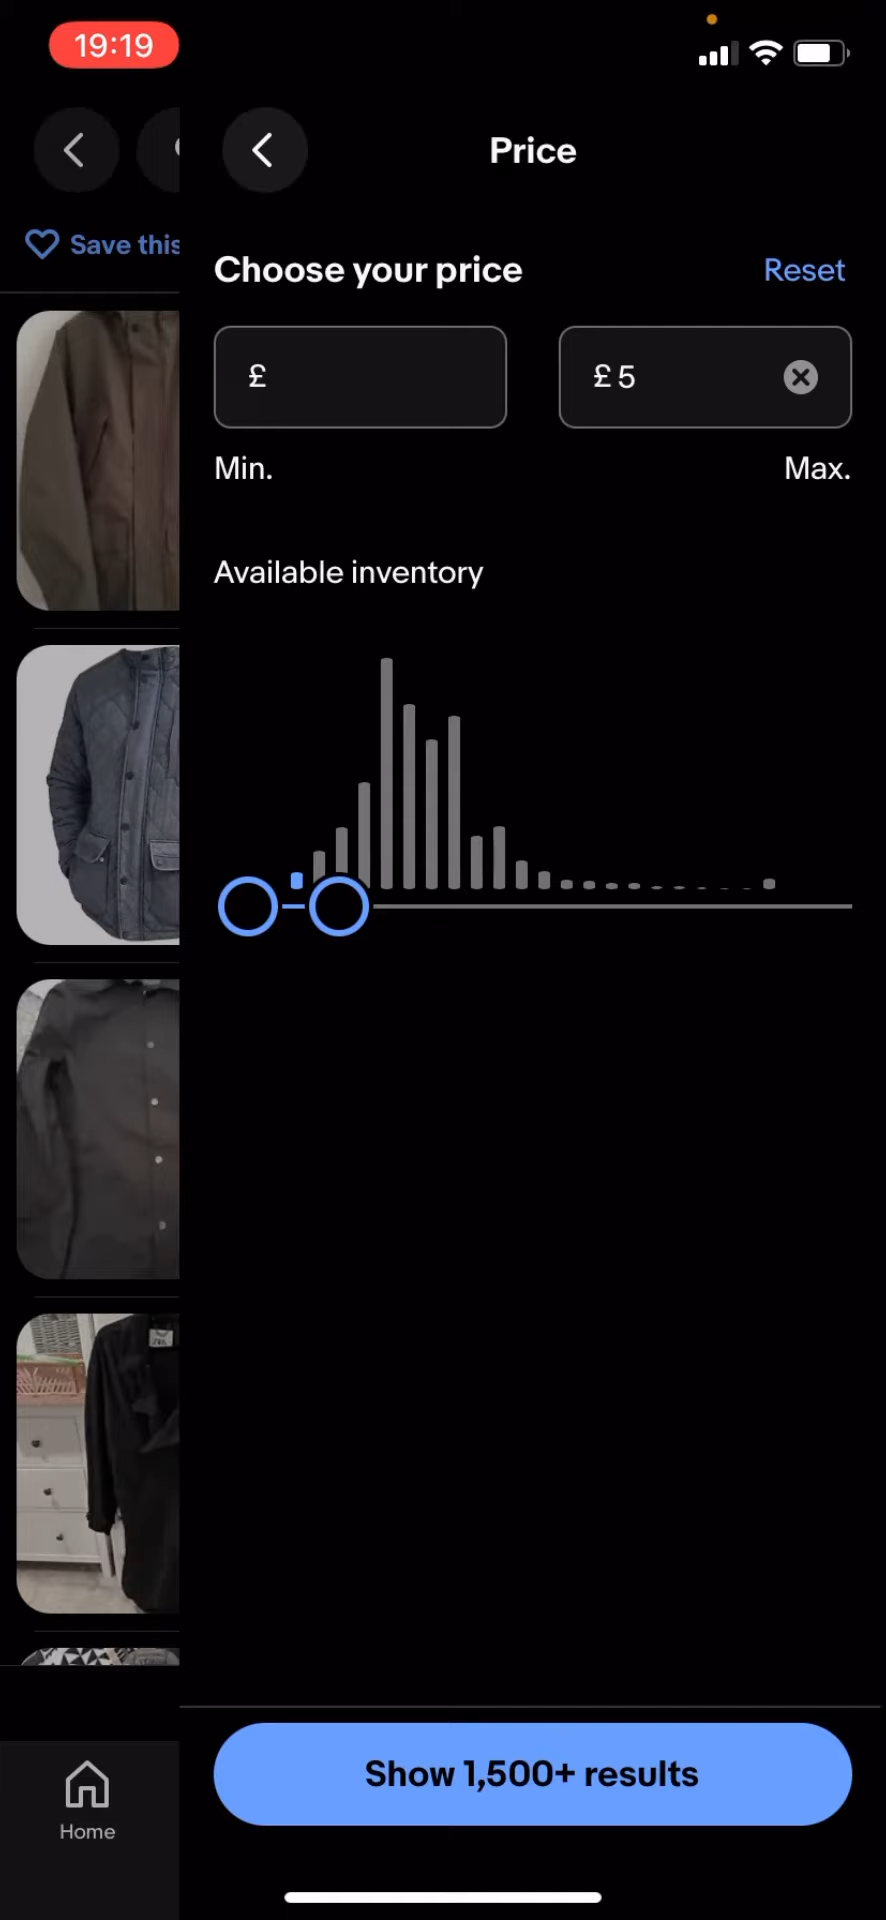 19:19
Price
Save this
Choose your price
Reset
£
£ 5
Min.
Max.
Available inventory
Show 1,500+ results
Home